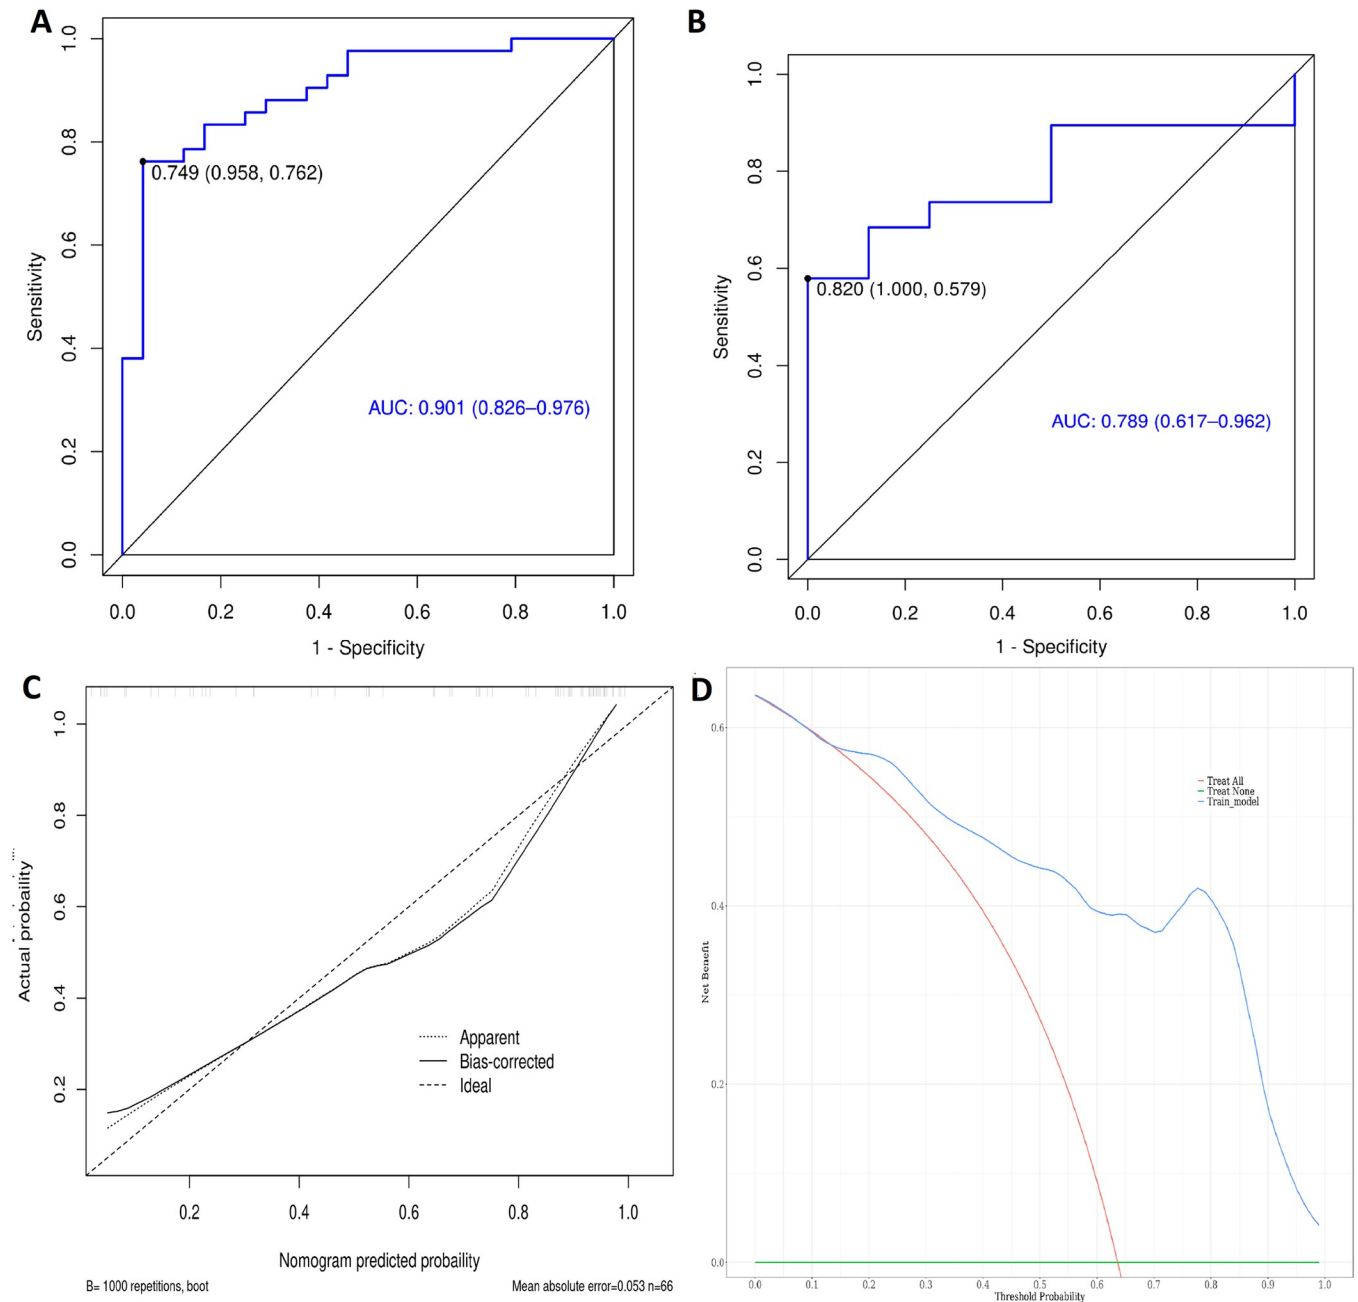 A
1.0
0.8
0.6
0.4
0.2
0.0
Sensitivity
0.749 (0.958, 0.762)
AUC: 0.901 (0.826–0.976)
0.0 0.2 0.4 0.6 0.8 1.0
1 - Specificity
B
1.0
0.8
0.6
0.4
0.2
0.0
Sensitivity
0.820 (1.000, 0.579)
AUC: 0.789 (0.617–0.962)
0.0 0.2 0.4 0.6 0.8 1.0
1 - Specificity
C
1.0
0.8
0.6
0.4
0.2
Actual probaility
Apparent
Bias-corrected
Ideal
0.2 0.4 0.6 0.8 1.0
Nomogram predicted probaility
B= 1000 repetitions, boot
Mean absolute error=0.053 n=66
D
0.6
0.4
0.2
0.0
Net Benefit
Treat All
Treat None
Train_model
0.0 0.1 0.2 0.3 0.4 0.5 0.6 0.7 0.8 0.9 1.0
Threshold Probability